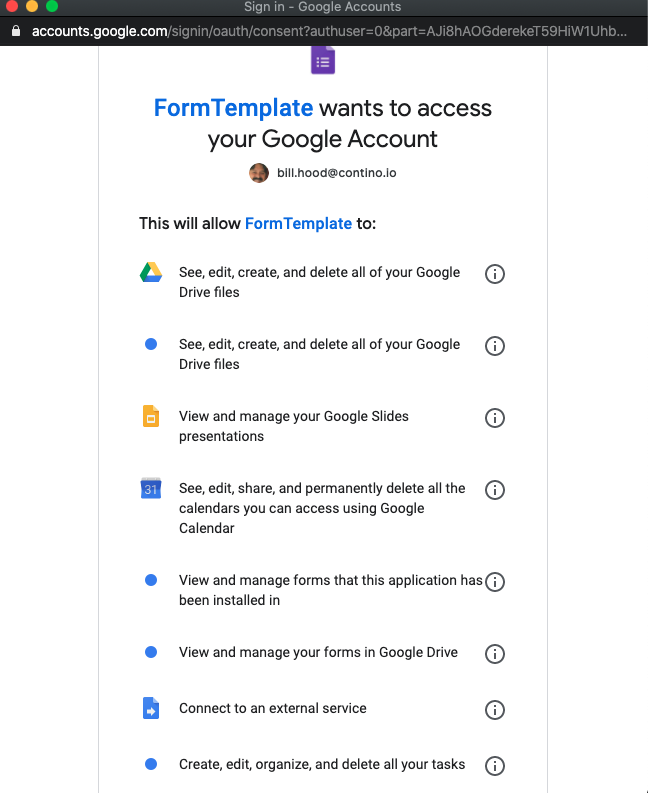 Sign in - Google Accounts
accounts.google.com/signin/oauth/consent?authuser=0&part=AJi8hAOGderekeT59HiW1Uhb...
FormTemplate wants to access
your Google Account
bill.hood@contino.io
This will allow FormTemplate to:
See, edit, create, and delete all of your Google
Drive files
See, edit, create, and delete all of your Google
Drive files
View and manage your Google Slides
presentations
31
See, edit, share, and permanently delete all the
calendars you can access using Google
Calendar
View and manage forms that this application has
been installed in
View and manage your forms in Google Drive
Connect to an external service
Create, edit, organize, and delete all your tasks